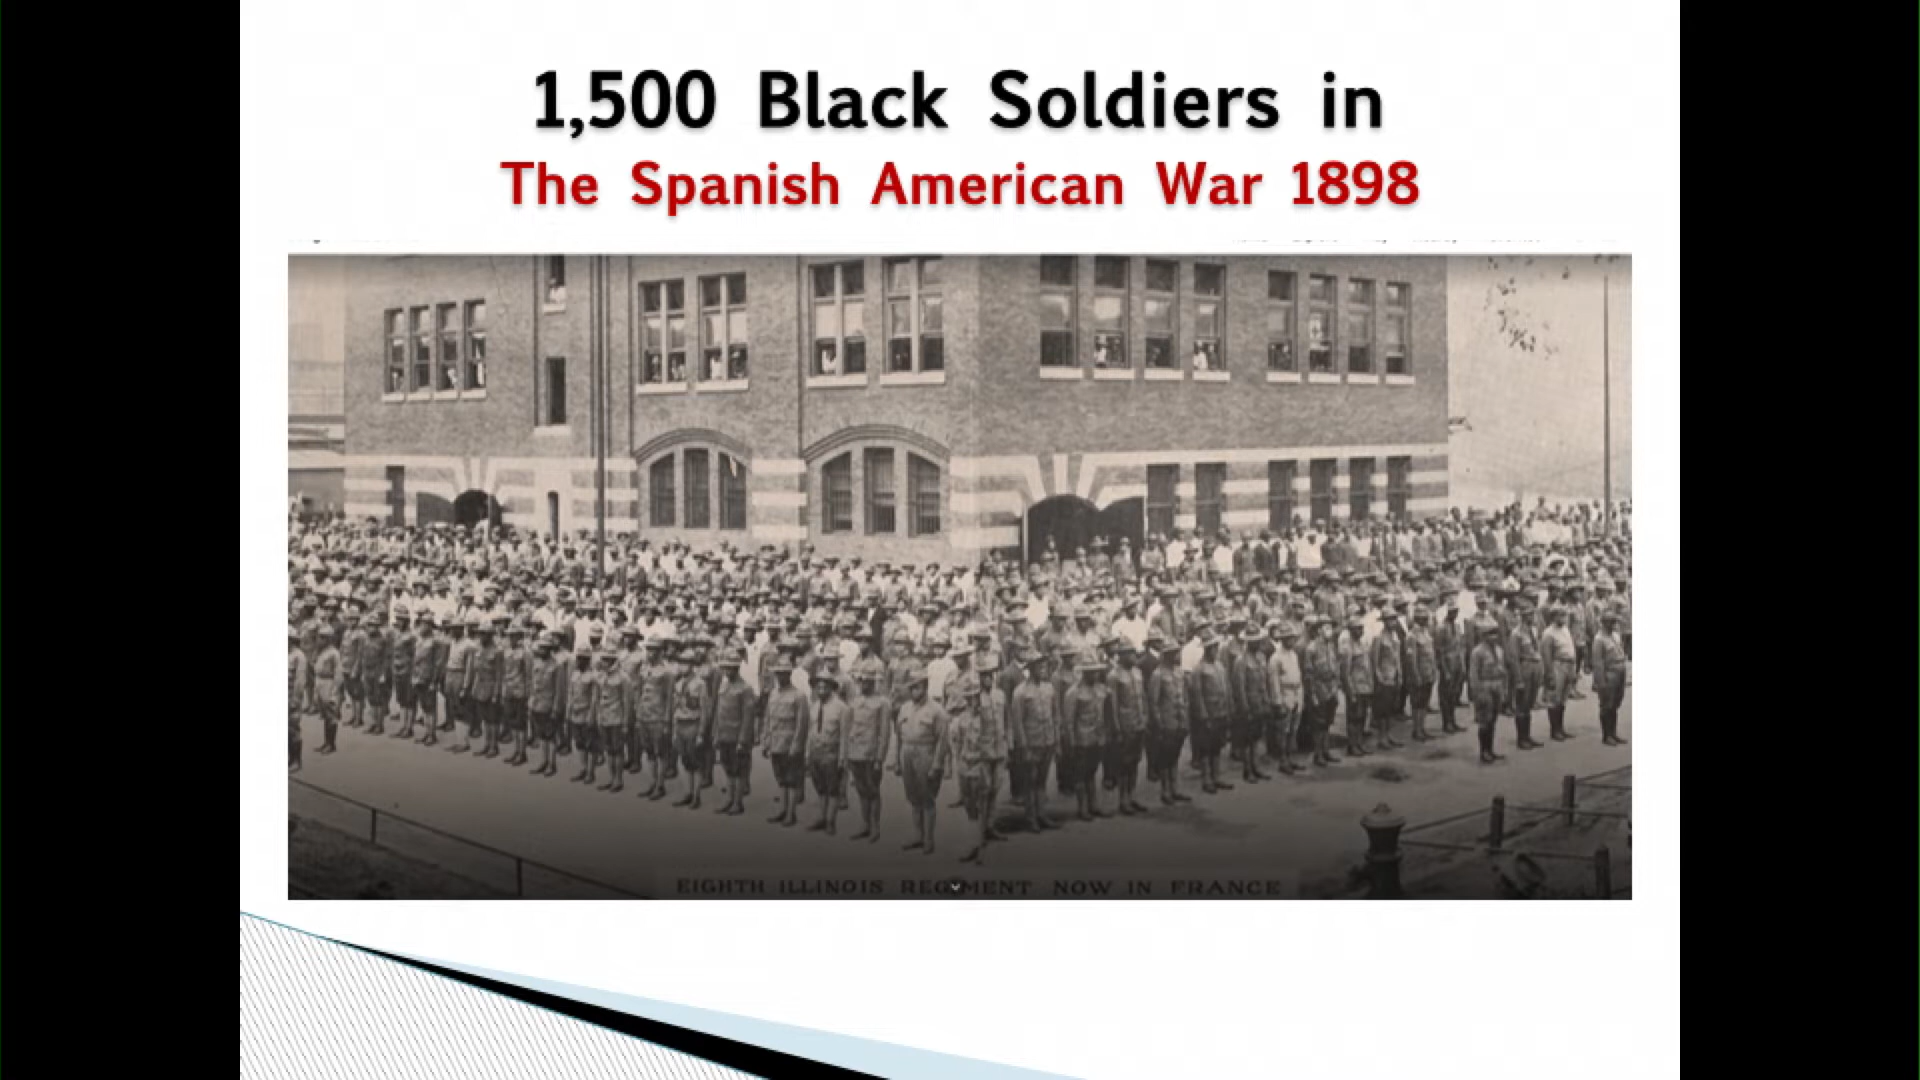 1,500 Black Soldiers in
The Spanish American War 1898
EIGHTH ILLINOIS REGIMENT NOW IN FRANCE